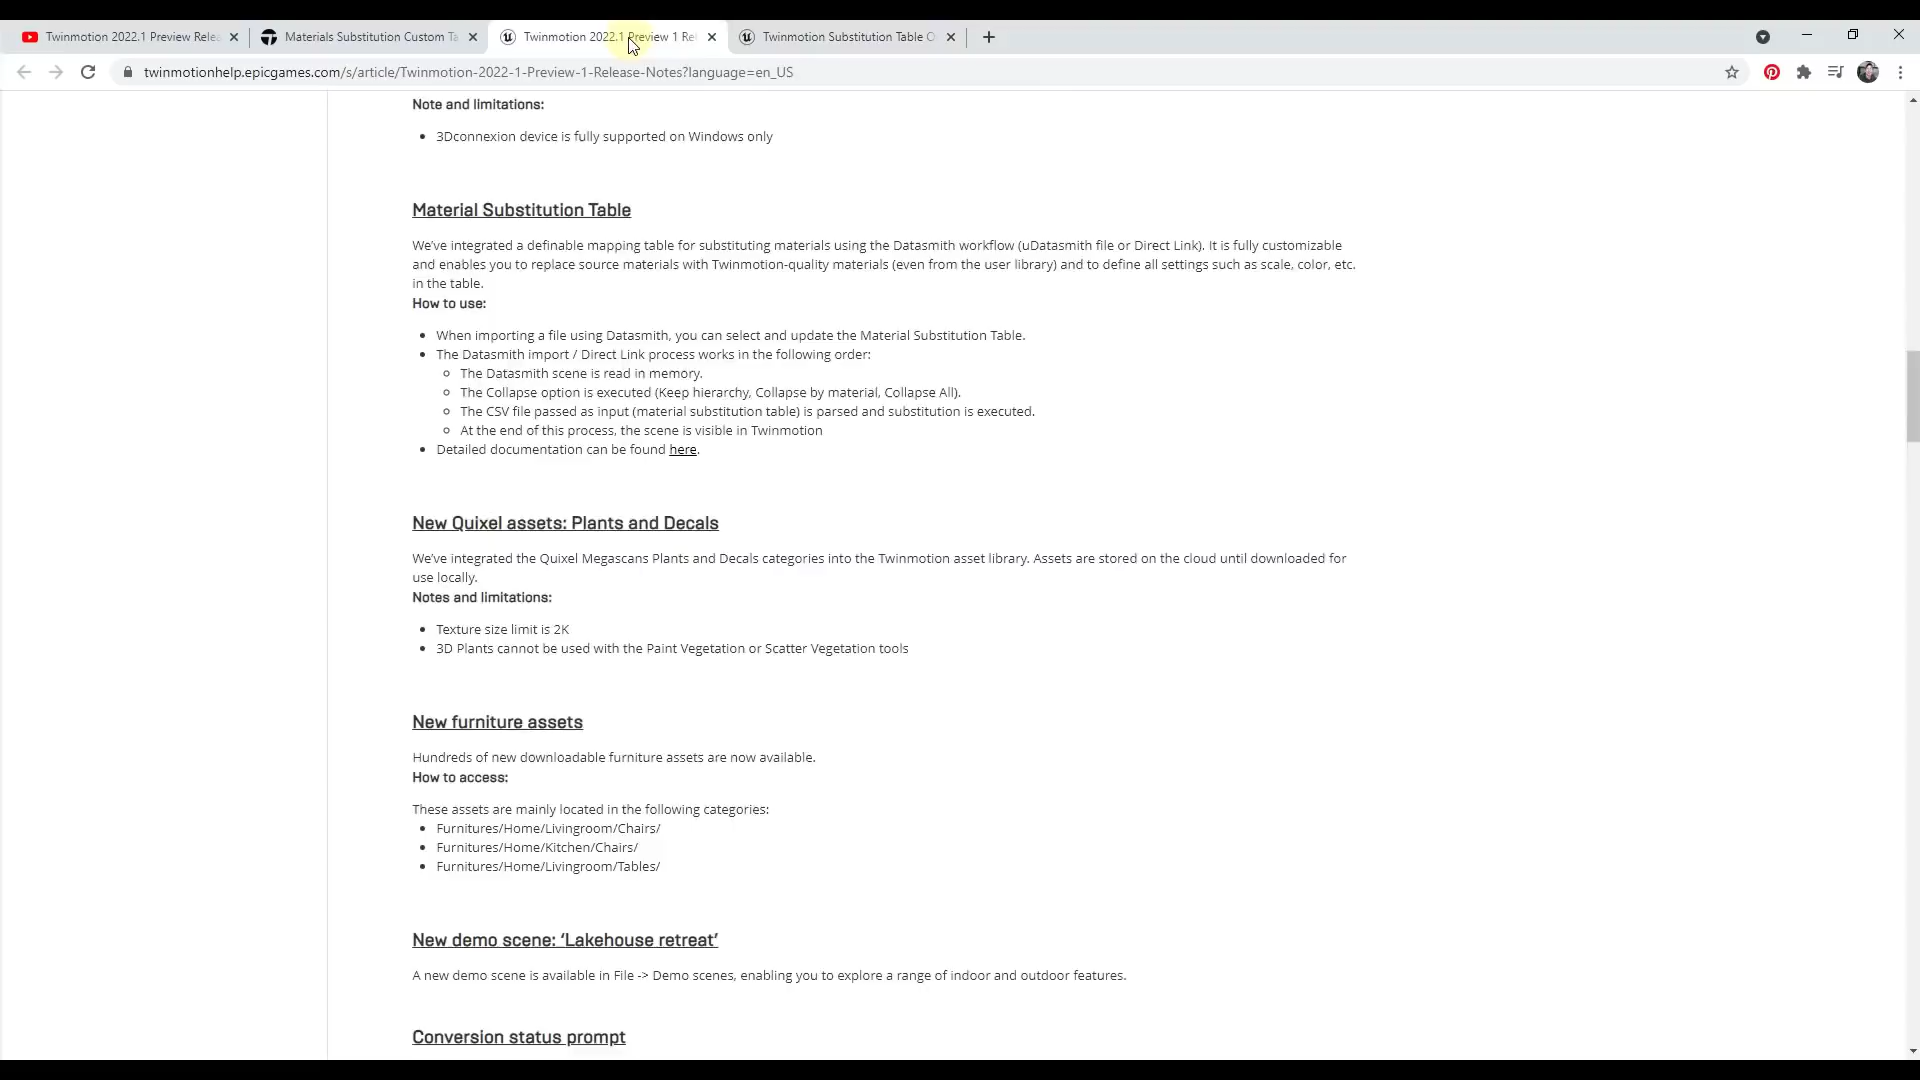 Twinmotion 2022.1 Preview Rele
Materials Substitution Custom Ta
Twinmotion 2022.1 Preview 1 Re
Twinmotion Substitution Table O
twinmotionhelp.epicgames.com/s/article/Twinmotion-2022-1-Preview-1-Release-Notes?language=en_US
Note and limitations:
3Dconnexion device is fully supported on Windows only
Material Substitution Table
We've integrated a definable mapping table for substituting materials using the Datasmith workflow (uDatasmith file or Direct Link). It is fully customizable
and enables you to replace source materials with Twinmotion-quality materials (even from the user library) and to define all settings such as scale, color, etc.
in the table.
How to use:
When importing a file using Datasmith, you can select and update the Material Substitution Table.
The Datasmith import / Direct Link process works in the following order:
The Datasmith scene is read in memory.
The Collapse option is executed (Keep hierarchy, Collapse by material, Collapse All).
The CSV file passed as input (material substitution table) is parsed and substitution is executed.
At the end of this process, the scene is visible in Twinmotion
Detailed documentation can be found here.
New Quixel assets: Plants and Decals
We've integrated the Quixel Megascans Plants and Decals categories into the Twinmotion asset library. Assets are stored on the cloud until downloaded for
use locally.
Notes and limitations:
Texture size limit is 2K
3D Plants cannot be used with the Paint Vegetation or Scatter Vegetation tools
New furniture assets
Hundreds of new downloadable furniture assets are now available.
How to access:
These assets are mainly located in the following categories:
Furnitures/Home/Livingroom/Chairs/
Furnitures/Home/Kitchen/Chairs/
Furnitures/Home/Livingroom/Tables/
New demo scene: ‘Lakehouse retreat’
A new demo scene is available in File -> Demo scenes, enabling you to explore a range of indoor and outdoor features.
Conversion status prompt